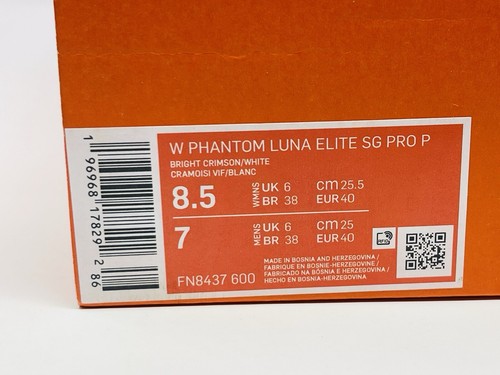 W PHANTOM LUNA ELITE SG PRO P
BRIGHT CRIMSON/WHITE
CRAMOISI VIF/BLANC
8.5 WMNS UK 6 cm 25.5
BR 38 EUR 40
7 MENS UK 6 cm 25
BR 38 EUR 40
FN8437 600
MADE IN BOSNIA AND HERZEGOVINA /
FABRIQUE EN BOSNIE-HERZEGOVINE /
FABRICADO NA BÓSNIA E HERZEGOVINA /
HECHO EN BOSNIA-HERZEGOVINA
1 96968 17829 2 86